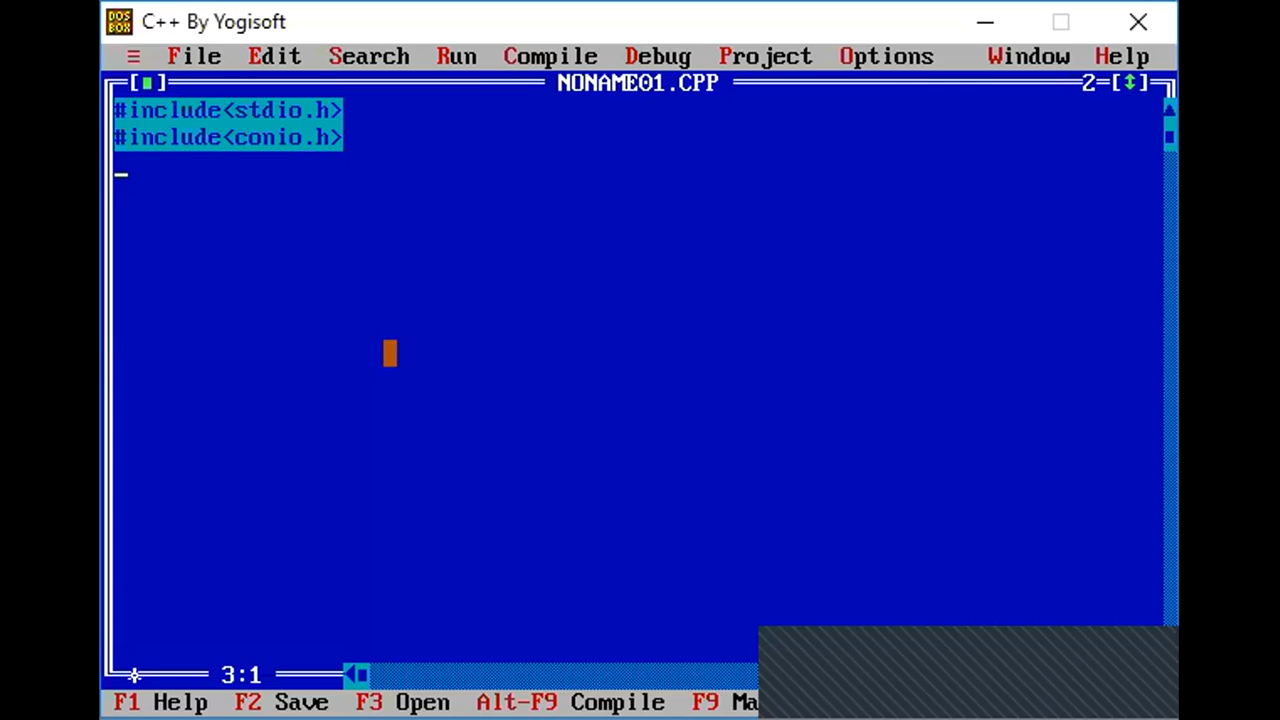 C++ By Yogisoft
File Edit Search Run Compile Debug Project Options Window Help
NONAME01.CPP 2
#include<stdio.h>
#include<conio.h>
3:1
F1 Help F2 Save F3 Open Alt-F9 Compile F9 Ma